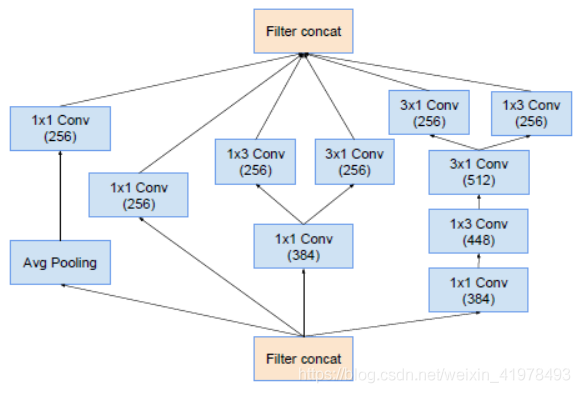 Filter concat
3x1 Conv
(256)
1x3 Conv
(256)
1x1 Conv
(256)
1x3 Conv
(256)
3x1 Conv
(256)
3x1 Conv
(512)
1x1 Conv
(256)
1x3 Conv
(448)
1x1 Conv
(384)
Avg Pooling
1x1 Conv
(384)
Filter concat
https://blog.csdn.net/weixin_41978493